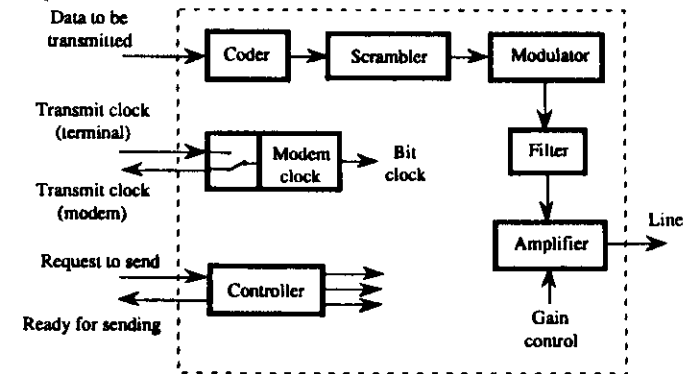 Data to be
transmitted
Coder
Scrambler
Modulator
Transmit clock
(terminal)
Modem
clock
Bit
clock
Filter
Transmit clock
(modem)
Line
Amplifier
Request to send
Controller
Ready for sending
Gain
control